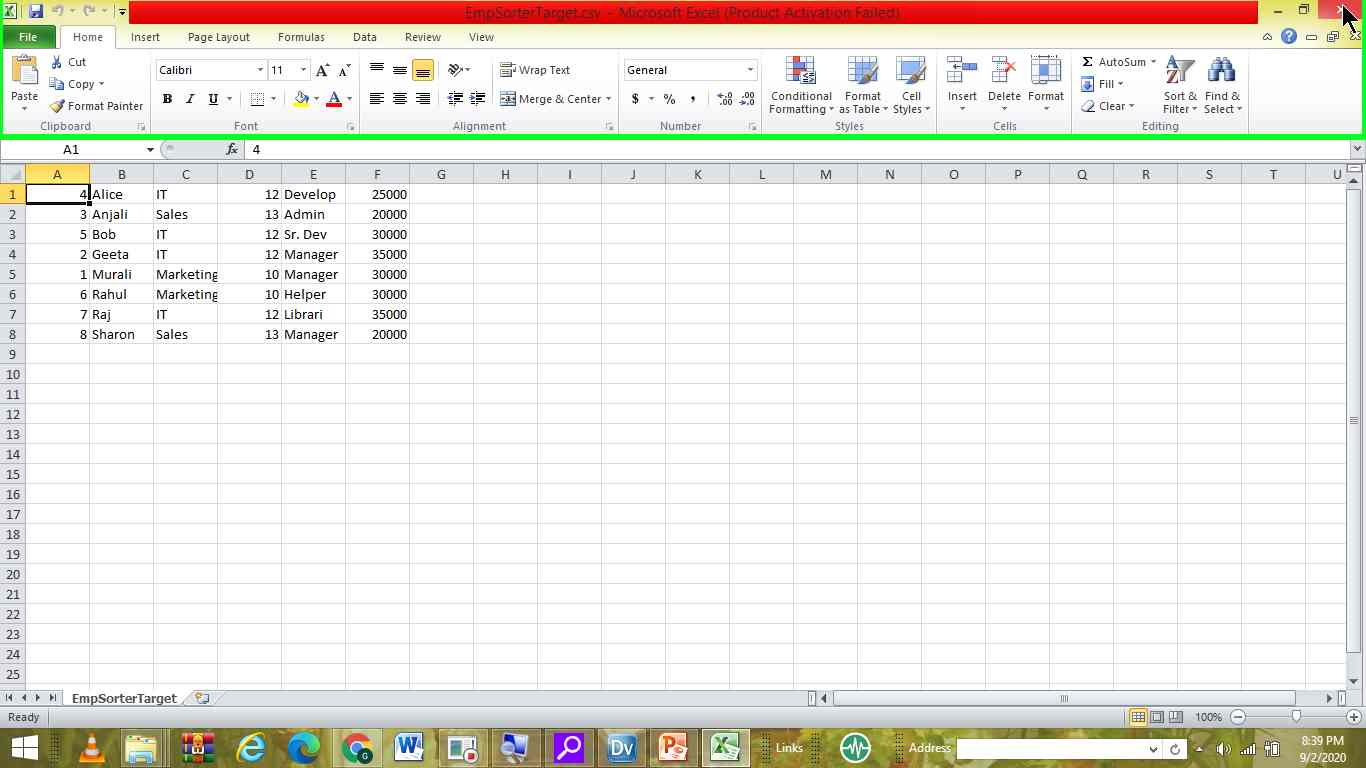 EmpSorterTarget.csv - Microsoft Excel (Product Activation Failed)
File Home Insert Page Layout Formulas Data Review View
Paste Cut Copy Format Painter Clipboard
Calibri 11 B I U A A A Font
Wrap Text Merge & Center Alignment
General $ % , .00 .0 Number
Conditional Formatting Format as Table Cell Styles Styles
Insert Delete Format Cells
Σ AutoSum Fill Clear Sort & Filter Find & Select Editing
A1 fx 4
A B C D E F G H I J K L M N O P Q R S T U
1 4 Alice IT 12 Develop 25000
2 3 Anjali Sales 13 Admin 20000
3 5 Bob IT 12 Sr. Dev 30000
4 2 Geeta IT 12 Manager 35000
5 1 Murali Marketing 10 Manager 30000
6 6 Rahul Marketing 10 Helper 30000
7 7 Raj IT 12 Librari 35000
8 8 Sharon Sales 13 Manager 20000
9
10
11
12
13
14
15
16
17
18
19
20
21
22
23
24
25
EmpSorterTarget
Ready 100%
Links Address 8:39 PM
9/2/2020